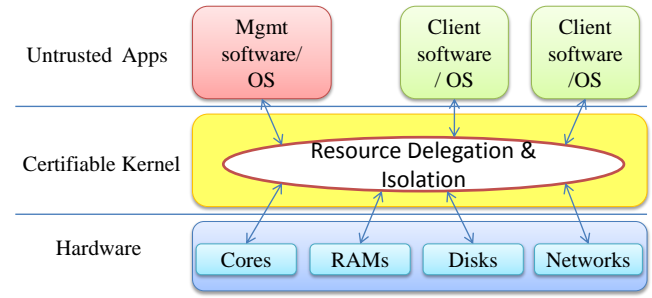 Untrusted Apps
Mgmt
software/
OS
Client
software
/ OS
Client
software
/OS
Certifiable Kernel
Resource Delegation &
Isolation
Hardware
Cores
RAMs
Disks
Networks